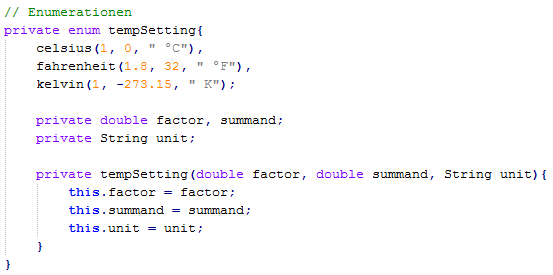 // Enumerationen
private enum tempSetting{
celsius(1, 0, " °C"),
fahrenheit(1.8, 32, " °F"),
kelvin(1, -273.15, " K");
private double factor, summand;
private String unit;
private tempSetting(double factor, double summand, String unit){
this.factor = factor;
this.summand = summand;
this.unit = unit;
}
}